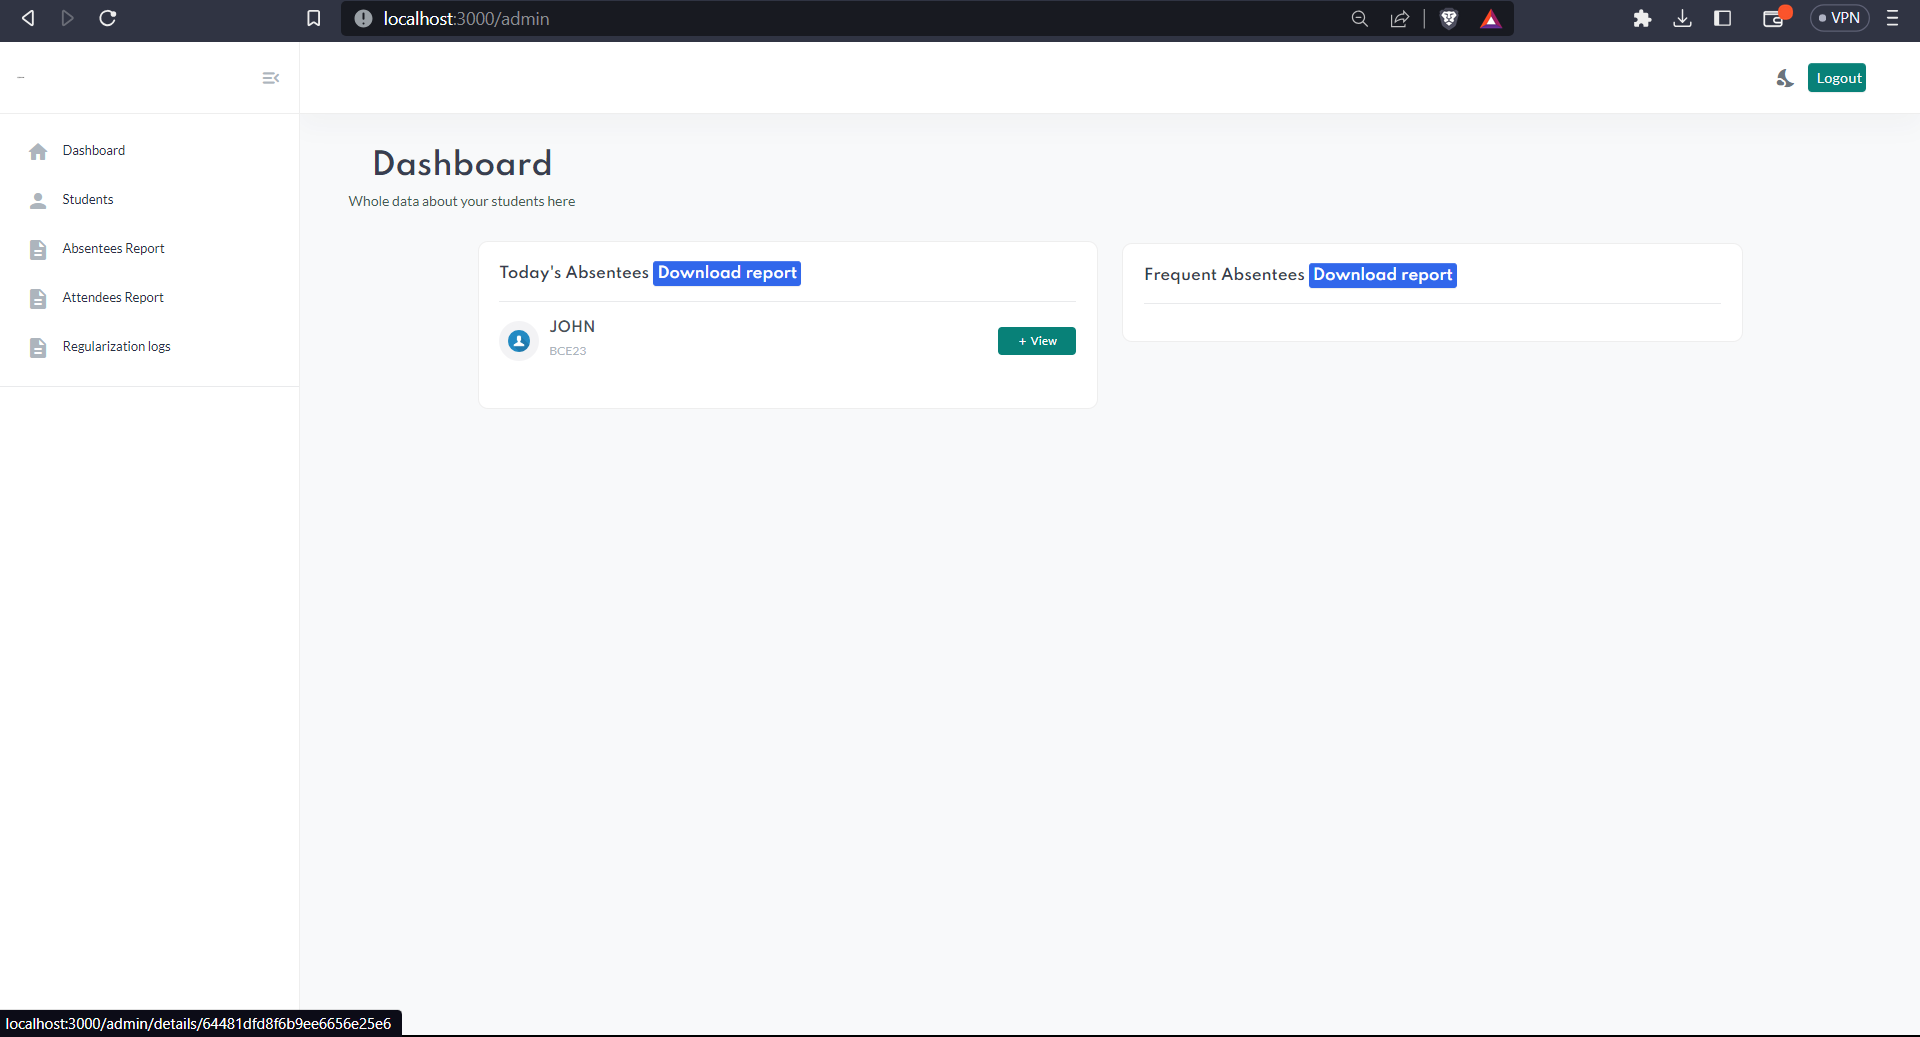 localhost:3000/admin
VPN
--
Logout
Dashboard
Students
Absentees Report
Attendees Report
Regularization logs
Dashboard
Whole data about your students here
Today's Absentees Download report
JOHN
BCE23
+ View
Frequent Absentees Download report
localhost:3000/admin/details/64481dfd8f6b9ee6656e25e6